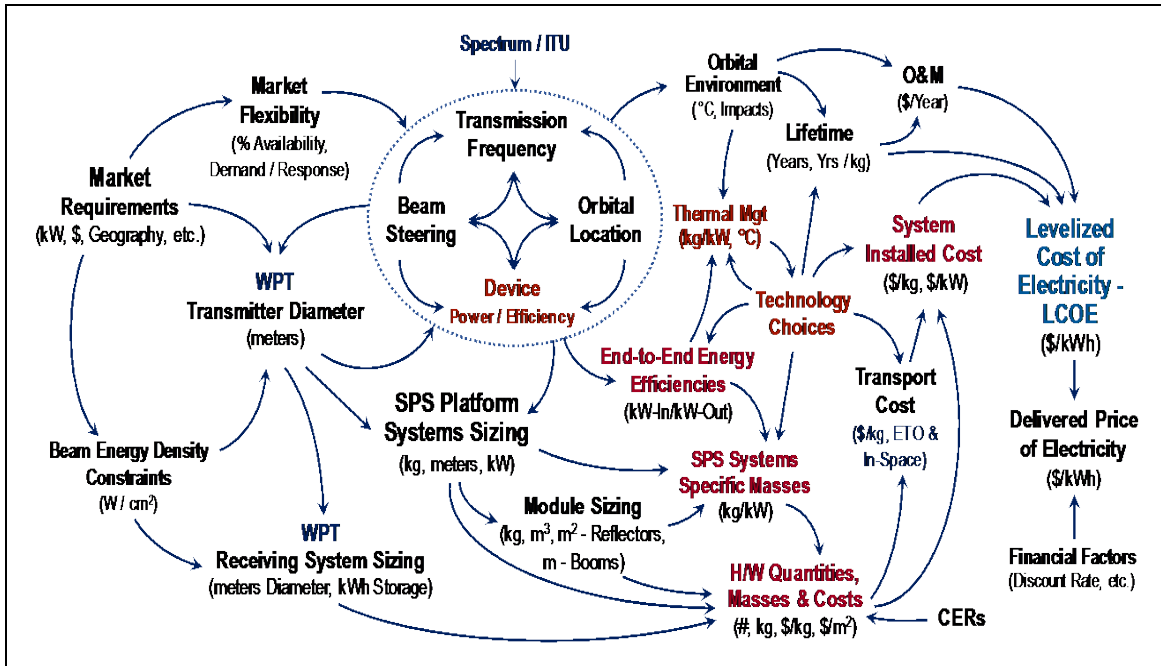 Spectrum / ITU
Market
Flexibility
(% Availability,
Demand / Response)
Market
Requirements
(kW, $, Geography, etc.)
Transmission
Frequency
Beam
Steering
Orbital
Location
Device
Power / Efficiency
Orbital
Environment
(°C, Impacts)
O&M
($/Year)
Lifetime
(Years, Yrs / kg)
Thermal Mgt
(kg/kW, °C)
System
Installed Cost
($/kg, $/kW)
Levelized
Cost of
Electricity -
LCOE
($/kWh)
WPT
Transmitter Diameter
(meters)
Technology
Choices
End-to-End Energy
Efficiencies
(kW-In/kW-Out)
Transport
Cost
($/kg, ETO &
In-Space)
SPS Platform
Systems Sizing
(kg, meters, kW)
Delivered Price
of Electricity
($/kWh)
Beam Energy Density
Constraints
(W / cm²)
SPS Systems
Specific Masses
(kg/kW)
Module Sizing
(kg, m³, m² - Reflectors,
m - Booms)
WPT
Receiving System Sizing
(meters Diameter, kWh Storage)
H/W Quantities,
Masses & Costs
(#, kg, $/kg, $/m²)
Financial Factors
(Discount Rate, etc.)
CERs